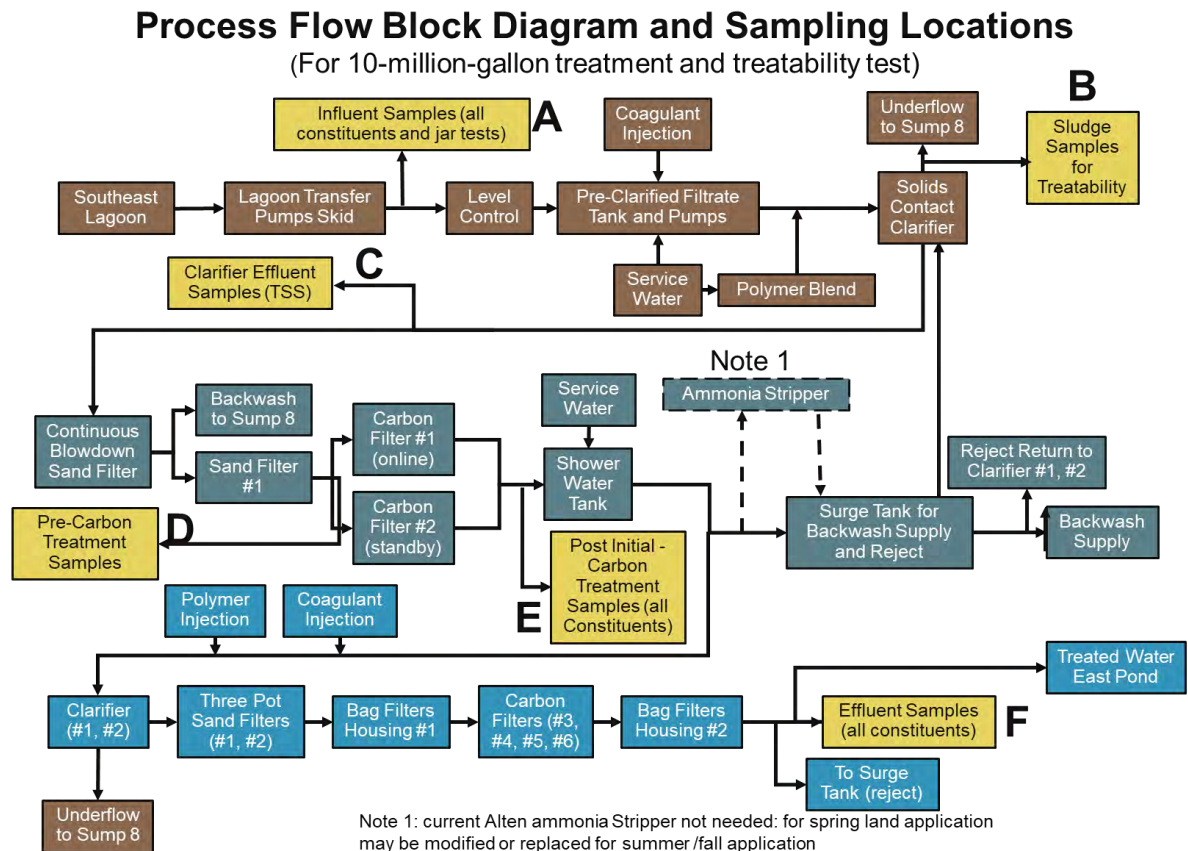 Process Flow Block Diagram and Sampling Locations
(For 10-million-gallon treatment and treatability test)
Influent Samples (all
constituents and jar tests)
A
Coagulant
Injection
Underflow
to Sump 8
B
Sludge
Samples
for
Treatability
Southeast
Lagoon
Lagoon Transfer
Pumps Skid
Level
Control
Pre-Clarified Filtrate
Tank and Pumps
Solids
Contact
Clarifier
Clarifier Effluent
Samples (TSS)
C
Service
Water
Polymer Blend
Note 1
Continuous
Blowdown
Sand Filter
Backwash
to Sump 8
Sand Filter
#1
Carbon
Filter #1
(online)
Carbon
Filter #2
(standby)
Service
Water
Shower
Water
Tank
Ammonia Stripper
Surge Tank for
Backwash Supply
and Reject
Reject Return to
Clarifier #1, #2
Backwash
Supply
Pre-Carbon
Treatment
Samples
D
Post Initial -
Carbon
Treatment
Samples (all
Constituents)
E
Polymer
Injection
Coagulant
Injection
Clarifier
(#1, #2)
Three Pot
Sand Filters
(#1, #2)
Bag Filters
Housing #1
Carbon
Filters (#3,
#4, #5, #6)
Bag Filters
Housing #2
Treated Water
East Pond
Effluent Samples
(all constituents)
F
To Surge
Tank (reject)
Underflow
to Sump 8
Note 1: current Alten ammonia Stripper not needed: for spring land application
may be modified or replaced for summer/fall application